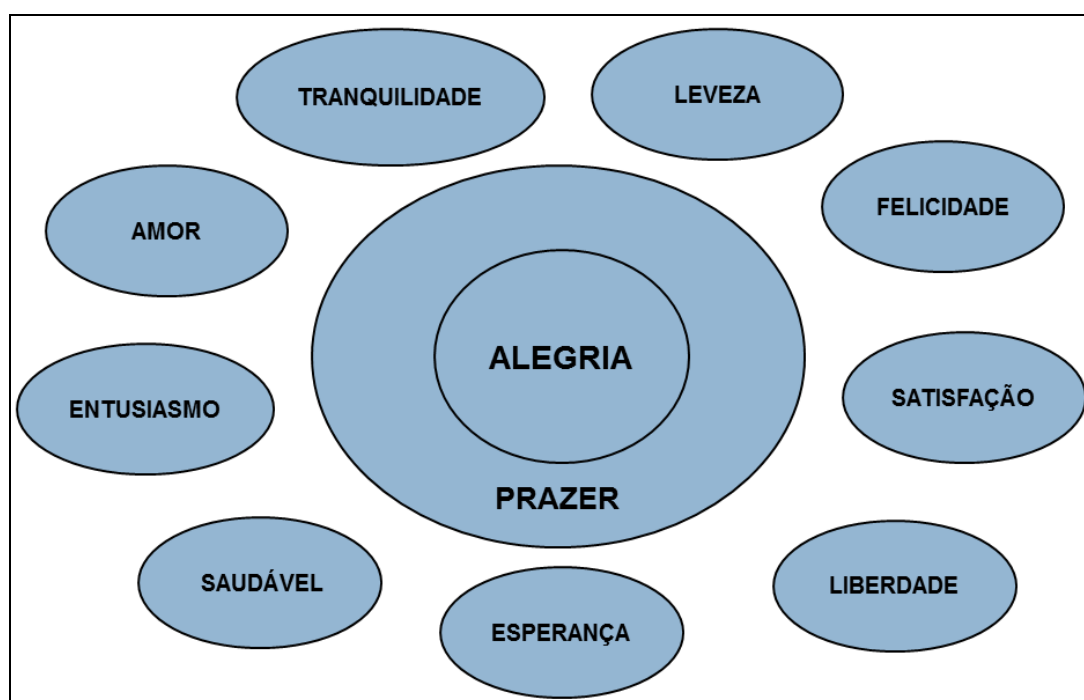 TRANQUILIDADE
LEVEZA
FELICIDADE
AMOR
ALEGRIA
SATISFAÇÃO
ENTUSIASMO
PRAZER
SAUDÁVEL
LIBERDADE
ESPERANÇA